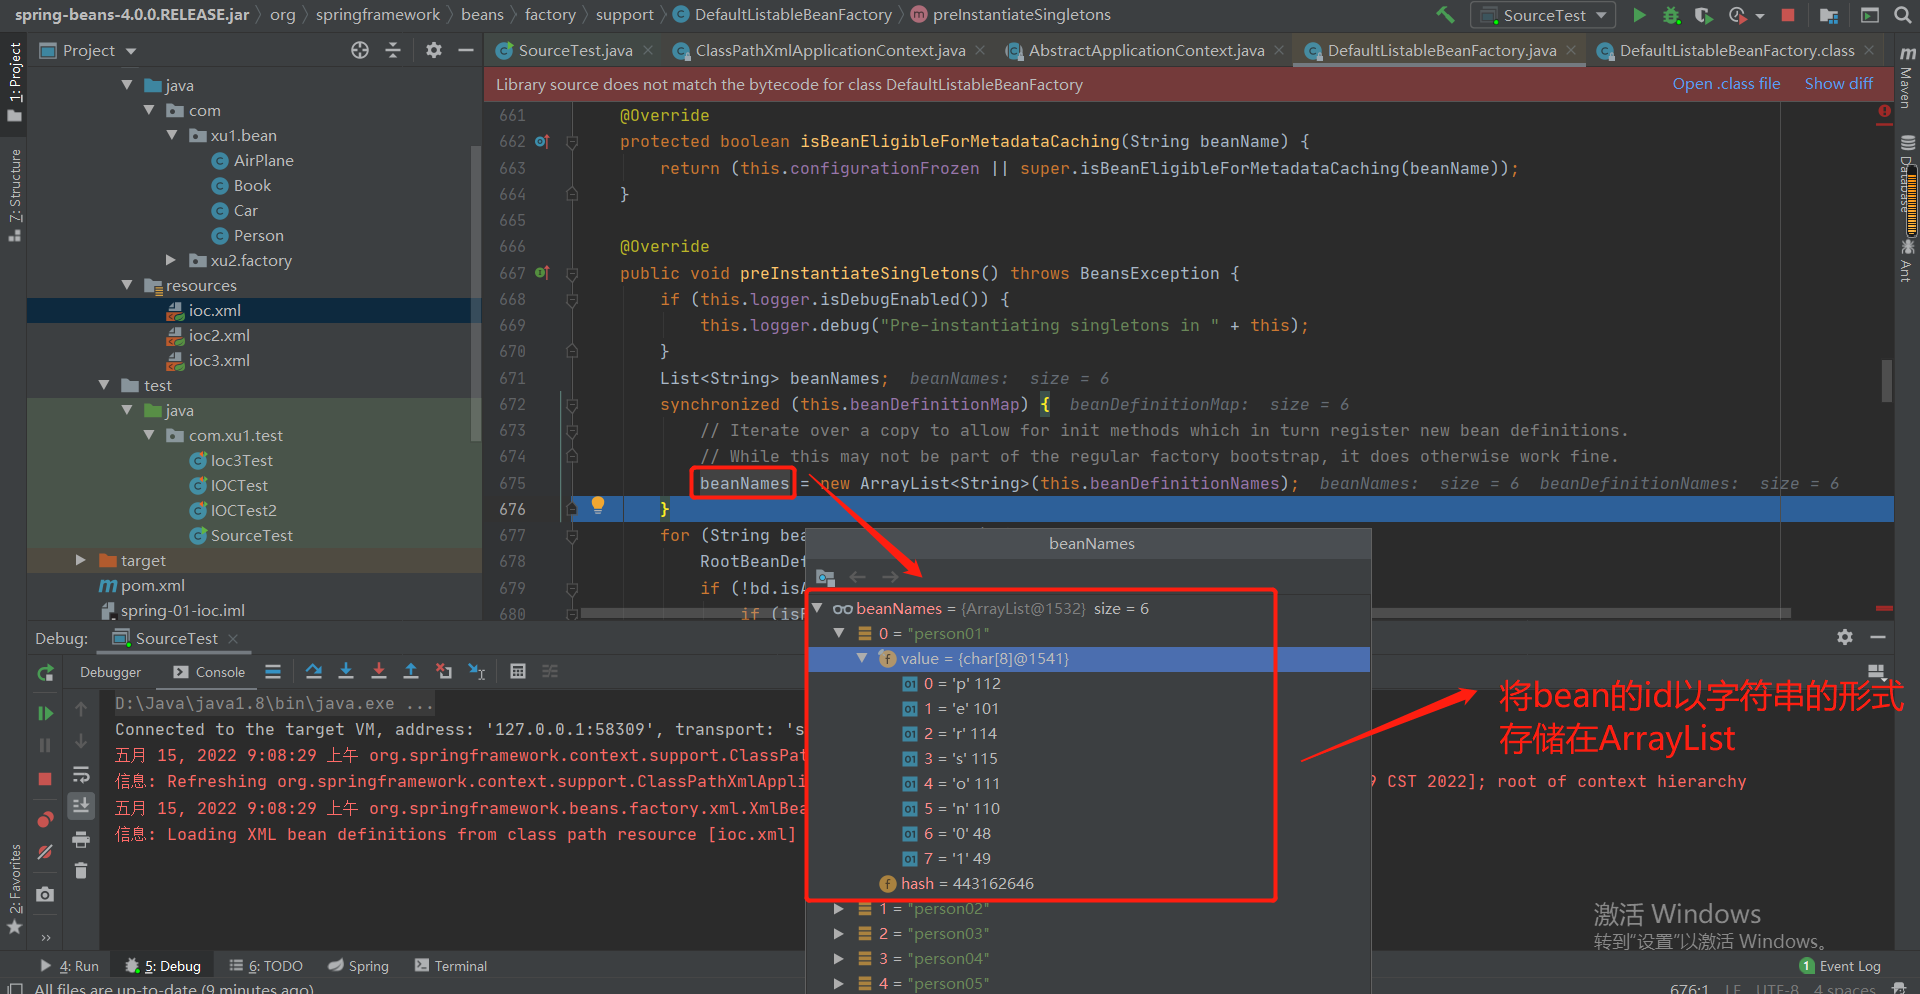 spring-beans-4.0.0.RELEASE.jar org springframework beans factory support DefaultListableBeanFactory preInstantiateSingletons SourceTest
1: Project
7: Structure
2: Favorites
Project
java
com
xu1.bean
AirPlane
Book
Car
Person
xu2.factory
resources
ioc.xml
ioc2.xml
ioc3.xml
test
java
com.xu1.test
Ioc3Test
IOCTest
IOCTest2
SourceTest
target
pom.xml
spring-01-ioc.iml
SourceTest.java ClassPathXmlApplicationContext.java AbstractApplicationContext.java DefaultListableBeanFactory.java DefaultListableBeanFactory.class
Library source does not match the bytecode for class DefaultListableBeanFactory Open .class file Show diff
661 @Override
662 protected boolean isBeanEligibleForMetadataCaching(String beanName) {
663 return (this.configurationFrozen || super.isBeanEligibleForMetadataCaching(beanName));
664 }
665
666 @Override
667 public void preInstantiateSingletons() throws BeansException {
668 if (this.logger.isDebugEnabled()) {
669 this.logger.debug("Pre-instantiating singletons in " + this);
670 }
671 List<String> beanNames; beanNames: size = 6
672 synchronized (this.beanDefinitionMap) { beanDefinitionMap: size = 6
673 // Iterate over a copy to allow for init methods which in turn register new bean definitions.
674 // While this may not be part of the regular factory bootstrap, it does otherwise work fine.
675 beanNames = new ArrayList<String>(this.beanDefinitionNames); beanNames: size = 6 beanDefinitionNames: size = 6
676 }
677 for (String bea
678 RootBeanDef
679 if (!bd.isA
680 if (isF
Maven
Database
Ant
beanNames
beanNames = {ArrayList@1532} size = 6
0 = "person01"
value = {char[8]@1541}
0 = 'p' 112
1 = 'e' 101
2 = 'r' 114
3 = 's' 115
4 = 'o' 111
5 = 'n' 110
6 = '0' 48
7 = '1' 49
hash = 443162646
1 = "person02"
2 = "person03"
3 = "person04"
4 = "person05"
将bean的id以字符串的形式
存储在ArrayList
Debug: SourceTest
Debugger Console
D:\Java\java1.8\bin\java.exe ...
Connected to the target VM, address: '127.0.0.1:58309', transport: 's
五月 15, 2022 9:08:29 上午 org.springframework.context.support.ClassPat
信息: Refreshing org.springframework.context.support.ClassPathXmlAppli 9 CST 2022]; root of context hierarchy
五月 15, 2022 9:08:29 上午 org.springframework.beans.factory.xml.XmlBea
信息: Loading XML bean definitions from class path resource [ioc.xml]
激活 Windows
转到"设置"以激活 Windows。
4: Run 5: Debug 6: TODO Spring Terminal 1 Event Log
All files are up-to-date (9 minutes ago) 676:1 LF UTF-8 4 spaces